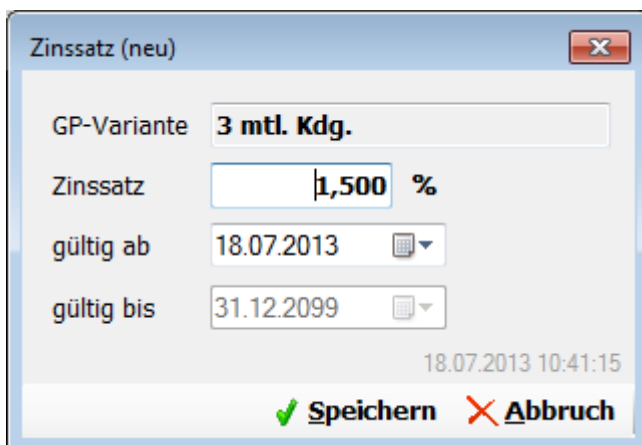 Zinssatz (neu)
GP-Variante 3 mtl. Kdg.
Zinssatz 1,500 %
gültig ab 18.07.2013
gültig bis 31.12.2099
18.07.2013 10:41:15
Speichern Abbruch